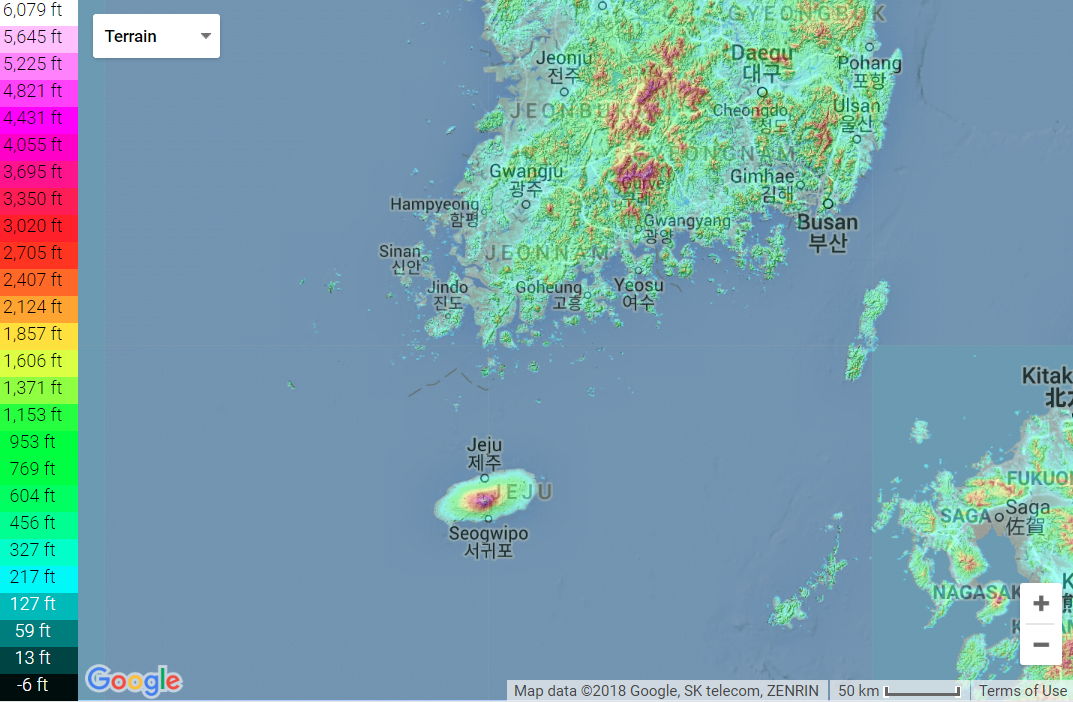 6,079 ft
5,645 ft
5,225 ft
4,821 ft
4,431 ft
4,055 ft
3,695 ft
3,350 ft
3,020 ft
2,705 ft
2,407 ft
2,124 ft
1,857 ft
1,606 ft
1,371 ft
1,153 ft
953 ft
769 ft
604 ft
456 ft
327 ft
217 ft
127 ft
59 ft
13 ft
-6 ft
Terrain
GYEONGBUK
Jeonju
전주
Daegu
대구
Pohang
포항
JEONBUK
Cheongdo
청도
Ulsan
울산
GYEONGNAM
Gwangju
광주
Gurye
구례
Gimhae
김해
Hampyeong
함평
Gwangyang
광양
Busan
부산
Sinan
신안
JEONNAM
Jindo
진도
Goheung
고흥
Yeosu
여수
Kitak
北
Jeju
제주
JEJU
Seogwipo
서귀포
FUKUO
SAGA
Saga
佐賀
NAGASAK
Google
Map data ©2018 Google, SK telecom, ZENRIN
50 km
Terms of Use
+
−